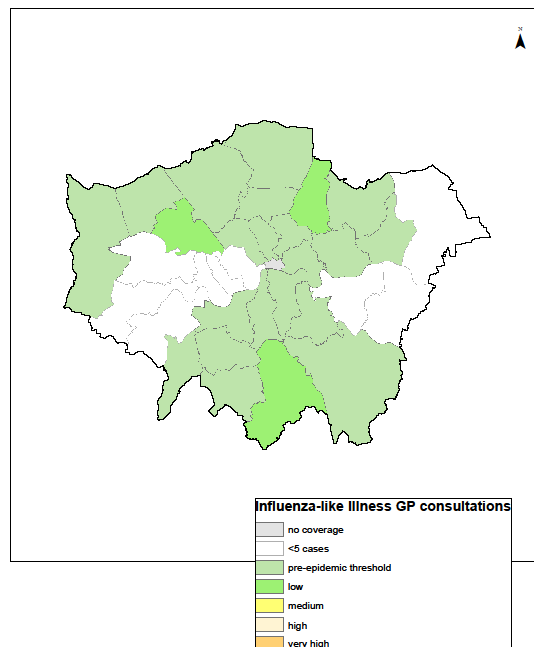 N
Influenza-like Illness GP consultations
no coverage
<5 cases
pre-epidemic threshold
low
medium
high
very high